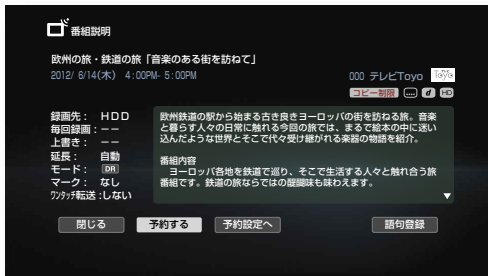 番組説明
欧州の旅・鉄道の旅「音楽のある街を訪ねて」
2012/ 6/14(木) 4:00PM- 5:00PM
000 テレビToyo Toyo
コピー制限 d HD
録画先： HDD
毎回録画：－－
上書き： －－
延長： 自動
モード： DR
マーク： なし
ワンタッチ転送：しない
欧州鉄道の駅から始まる古き良きヨーロッパの街を訪ねる旅。音楽
と暮らす人々の日常に触れる今回の旅では、まるで絵本の中に迷い
込んだような世界とそこで代々受け継がれる楽器の物語を紹介。
番組内容
ヨーロッパ各地を鉄道で巡り、そこで生活する人々と触れ合う旅
番組です。鉄道の旅ならではの醍醐味も味わえます。
閉じる 予約する 予約設定へ 語句登録